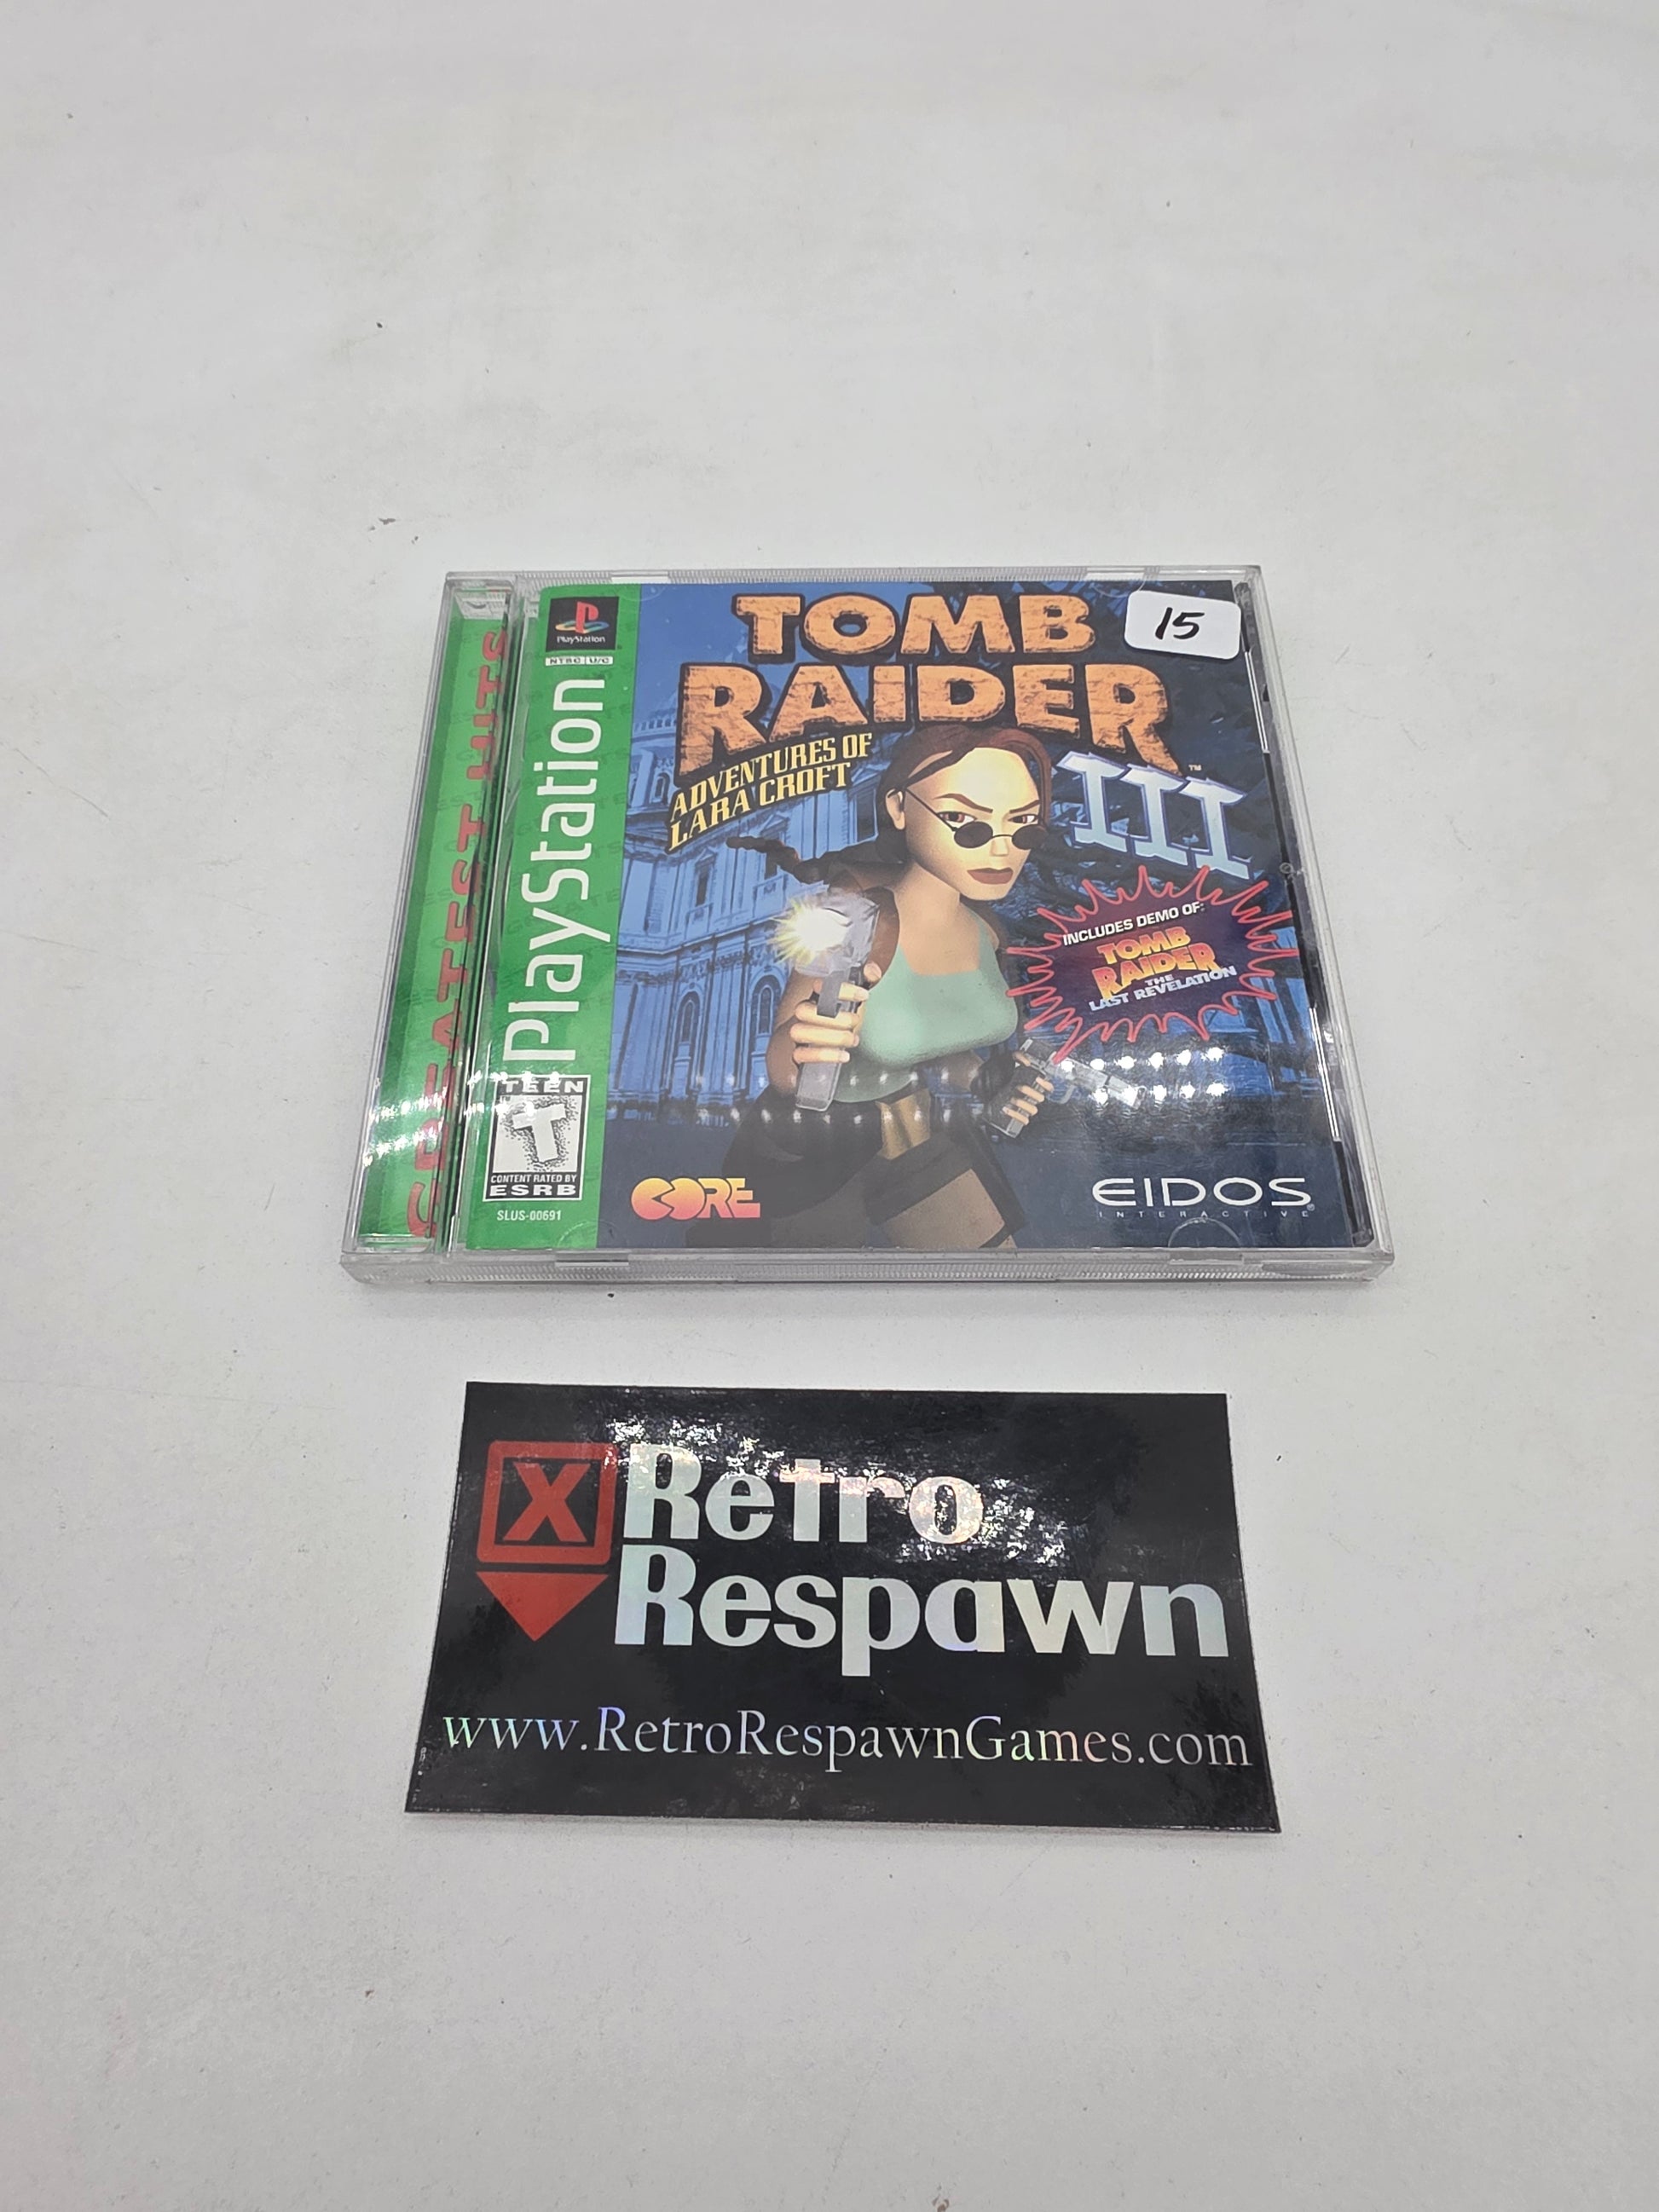 PlayStation
NTSC U/C
PlayStation
GREATEST HITS
TOMB
RAIDER
III
™
15
ADVENTURES OF
LARA CROFT
INCLUDES DEMO OF:
TOMB
RAIDER
THE
LAST REVELATION
TEEN
T
CONTENT RATED BY
ESRB
SLUS-00691
CORE
EIDOS
INTERACTIVE
X
Retro
Respawn
www.RetroRespawnGames.com